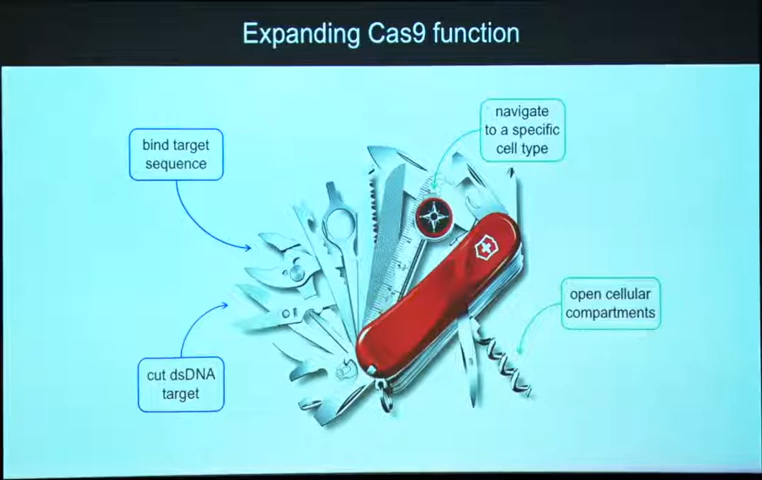 Expanding Cas9 function
bind target
sequence
navigate
to a specific
cell type
open cellular
compartments
cut dsDNA
target